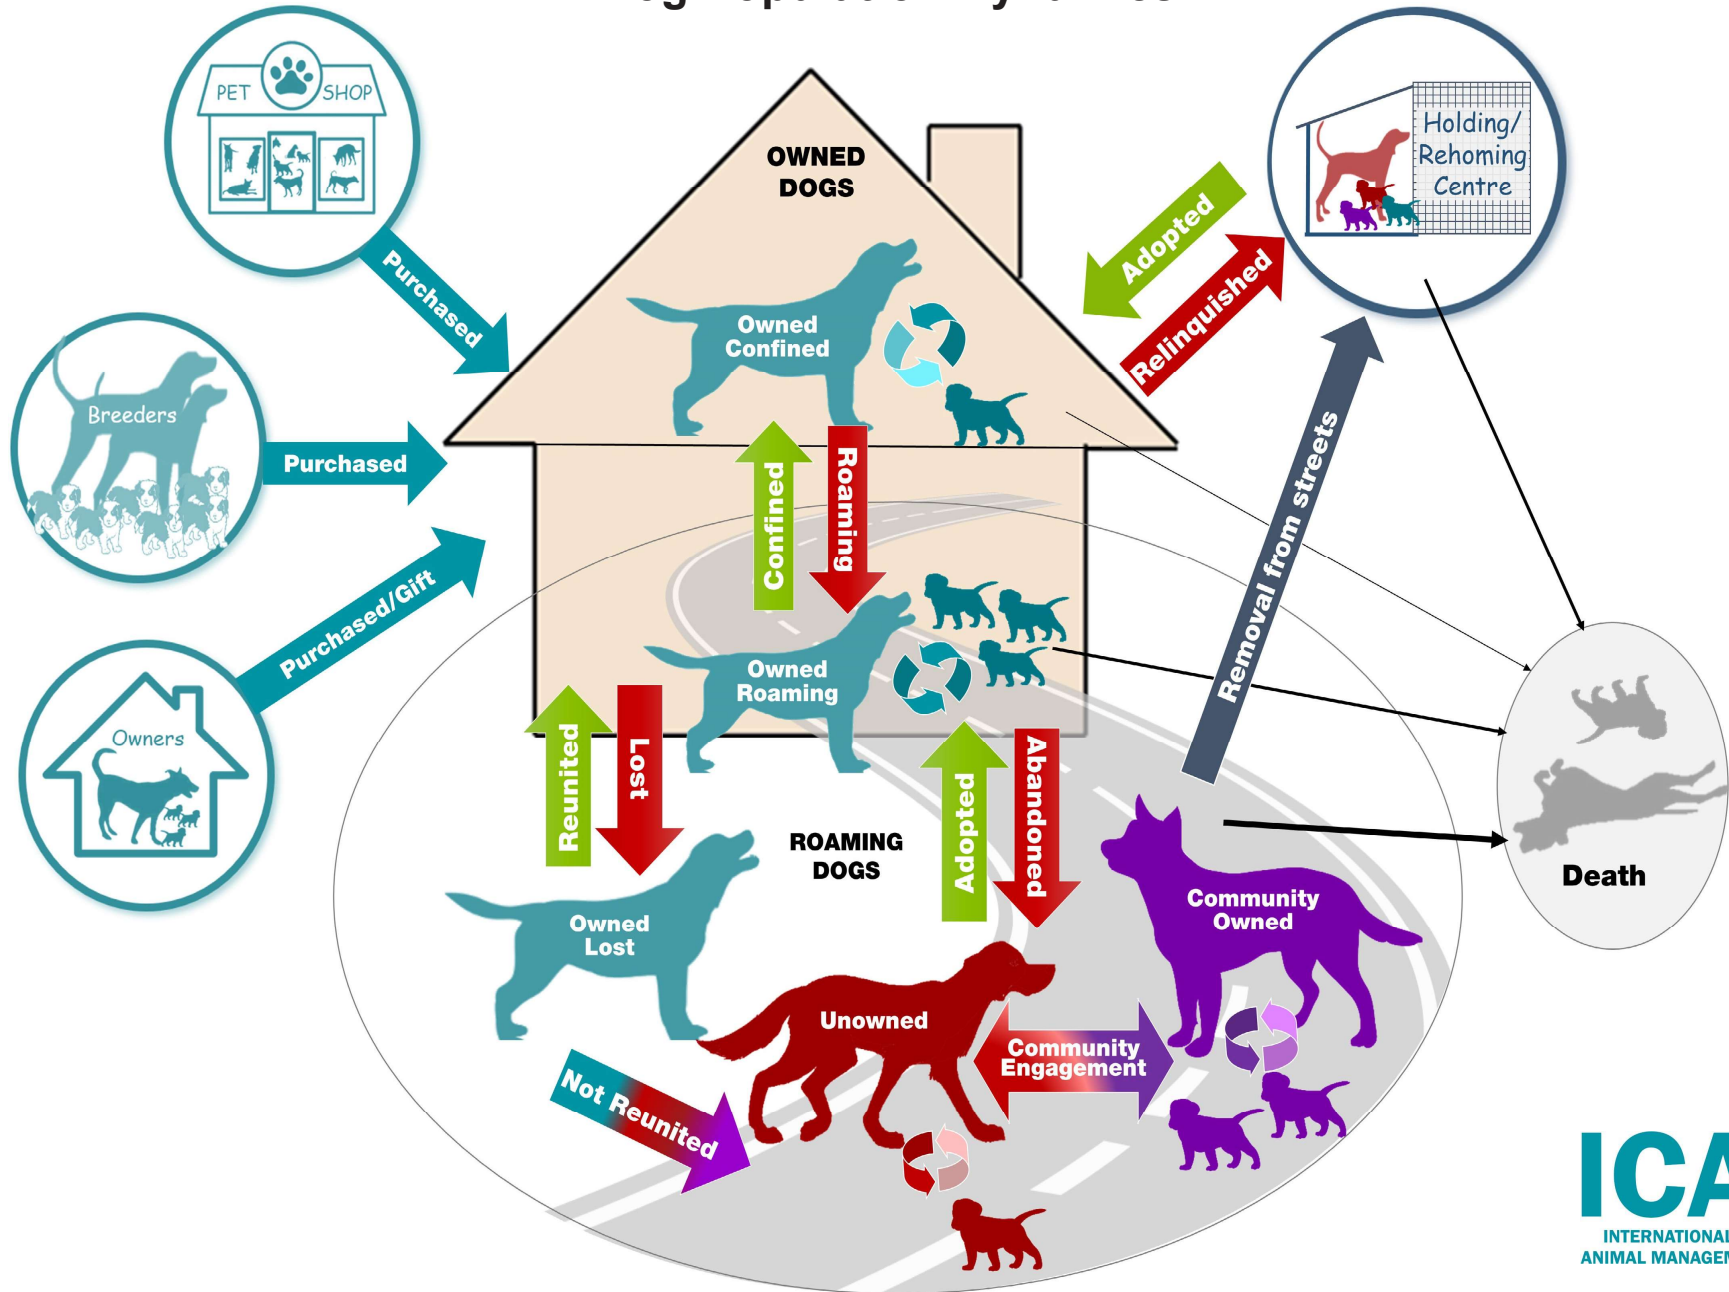 PET SHOP
Holding/
Rehoming
Centre
OWNED
DOGS
Purchased
Adopted
Relinquished
Owned
Confined
Breeders
Purchased
Confined
Roaming
Removal from streets
Purchased/Gift
Owned
Roaming
Owners
Reunited
Lost
Adopted
Abandoned
ROAMING
DOGS
Death
Community
Owned
Owned
Lost
Unowned
Community
Engagement
Not Reunited
ICA
INTERNATIONAL
ANIMAL MANAGEM